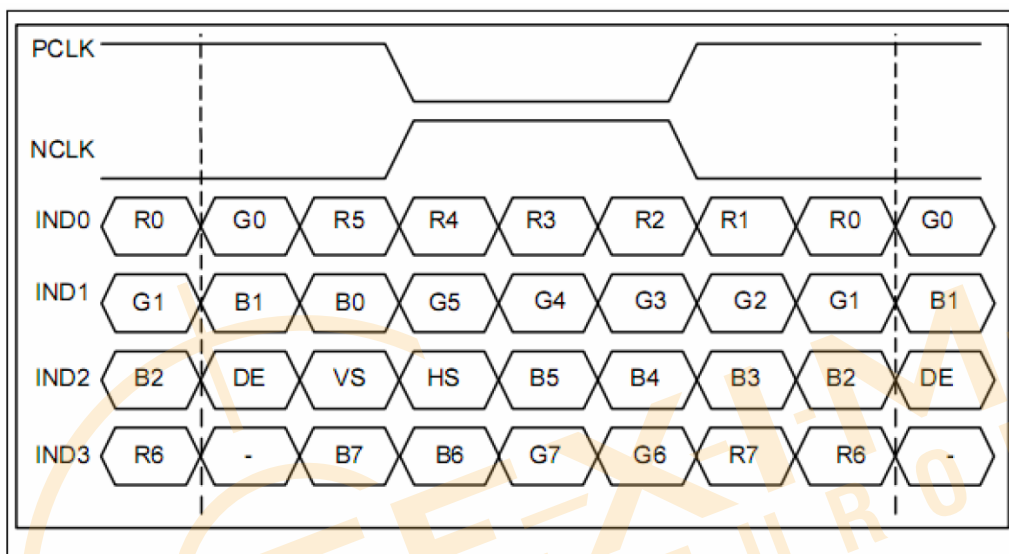 PCLK
NCLK
IND0 R0 G0 R5 R4 R3 R2 R1 R0 G0
IND1 G1 B1 B0 G5 G4 G3 G2 G1 B1
IND2 B2 DE VS HS B5 B4 B3 B2 DE
IND3 R6 - B7 B6 G7 G6 R7 R6 -